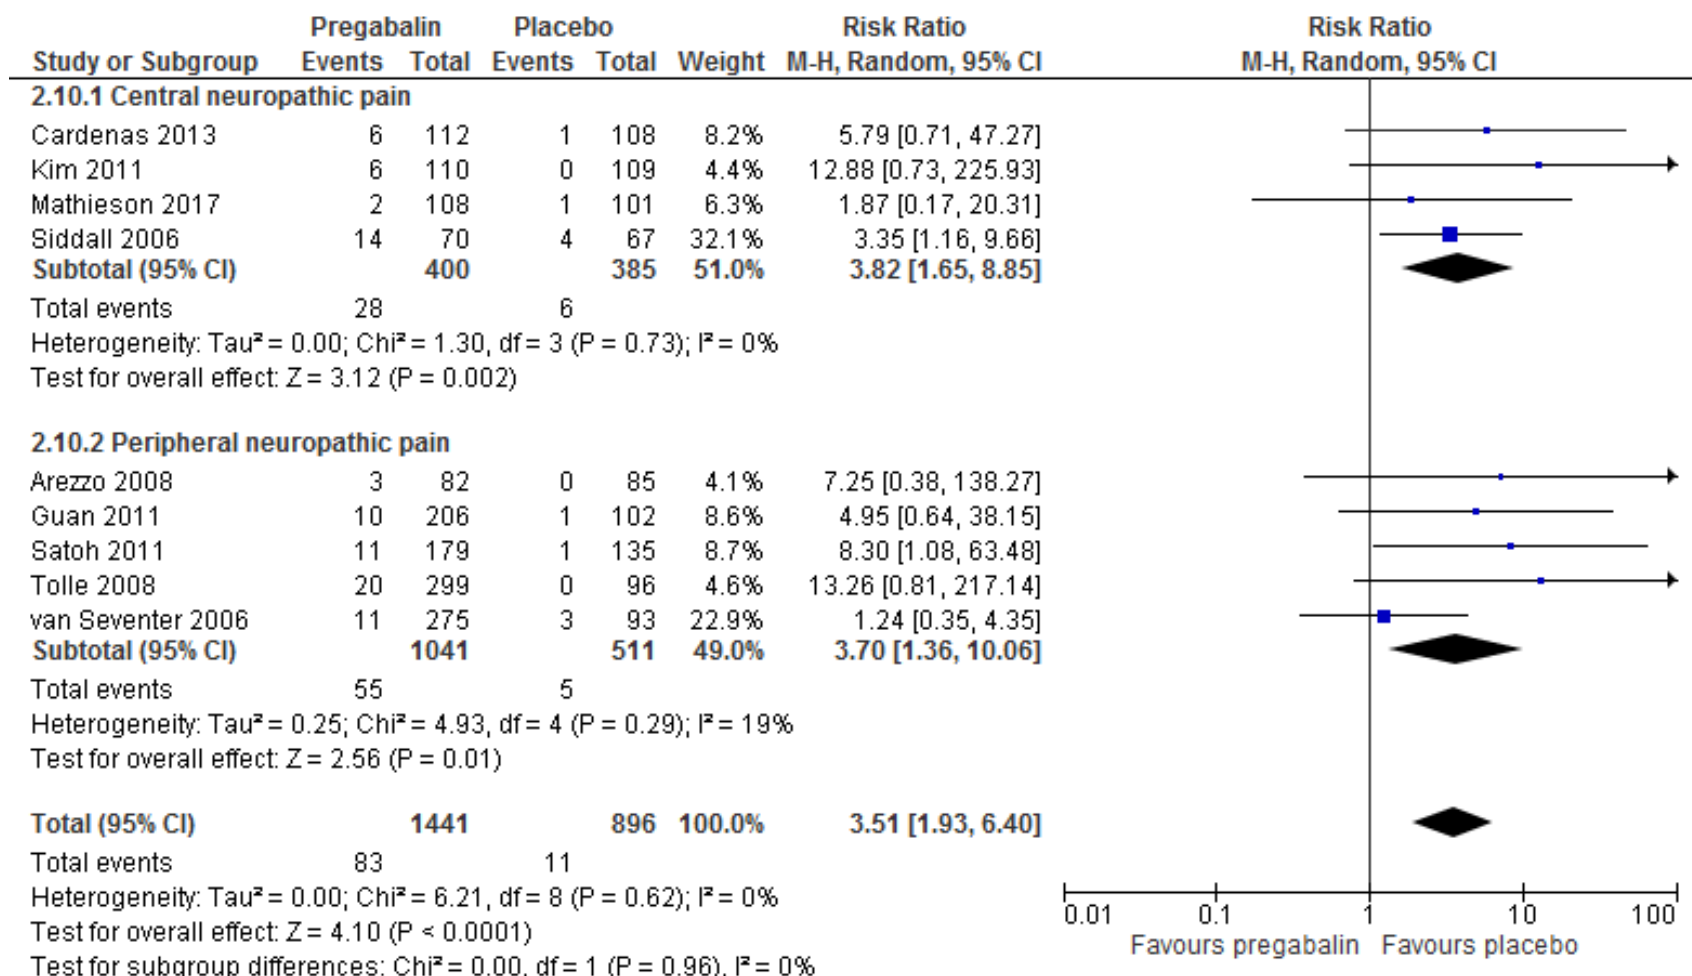 Pregabalin Placebo Risk Ratio Risk Ratio
Study or Subgroup Events Total Events Total Weight M-H, Random, 95% CI M-H, Random, 95% CI
2.10.1 Central neuropathic pain
Cardenas 2013 6 112 1 108 8.2% 5.79 [0.71, 47.27]
Kim 2011 6 110 0 109 4.4% 12.88 [0.73, 225.93]
Mathieson 2017 2 108 1 101 6.3% 1.87 [0.17, 20.31]
Siddall 2006 14 70 4 67 32.1% 3.35 [1.16, 9.66]
Subtotal (95% CI) 400 385 51.0% 3.82 [1.65, 8.85]
Total events 28 6
Heterogeneity: Tau² = 0.00; Chi² = 1.30, df = 3 (P = 0.73); I² = 0%
Test for overall effect: Z = 3.12 (P = 0.002)
2.10.2 Peripheral neuropathic pain
Arezzo 2008 3 82 0 85 4.1% 7.25 [0.38, 138.27]
Guan 2011 10 206 1 102 8.6% 4.95 [0.64, 38.15]
Satoh 2011 11 179 1 135 8.7% 8.30 [1.08, 63.48]
Tolle 2008 20 299 0 96 4.6% 13.26 [0.81, 217.14]
van Seventer 2006 11 275 3 93 22.9% 1.24 [0.35, 4.35]
Subtotal (95% CI) 1041 511 49.0% 3.70 [1.36, 10.06]
Total events 55 5
Heterogeneity: Tau² = 0.25; Chi² = 4.93, df = 4 (P = 0.29); I² = 19%
Test for overall effect: Z = 2.56 (P = 0.01)
Total (95% CI) 1441 896 100.0% 3.51 [1.93, 6.40]
Total events 83 11
Heterogeneity: Tau² = 0.00; Chi² = 6.21, df = 8 (P = 0.62); I² = 0%
Test for overall effect: Z = 4.10 (P < 0.0001)
Test for subgroup differences: Chi² = 0.00, df = 1 (P = 0.96), I² = 0%
0.01 0.1 1 10 100
Favours pregabalin Favours placebo